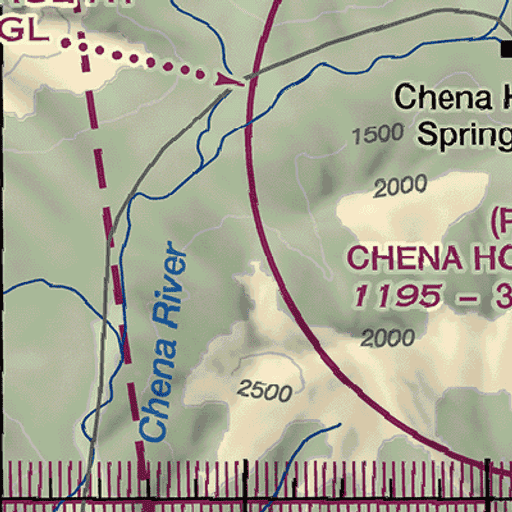 GL
Chena H
Spring
1500
2000
(P
CHENA HO
1195 – 3
Chena River
2000
2500